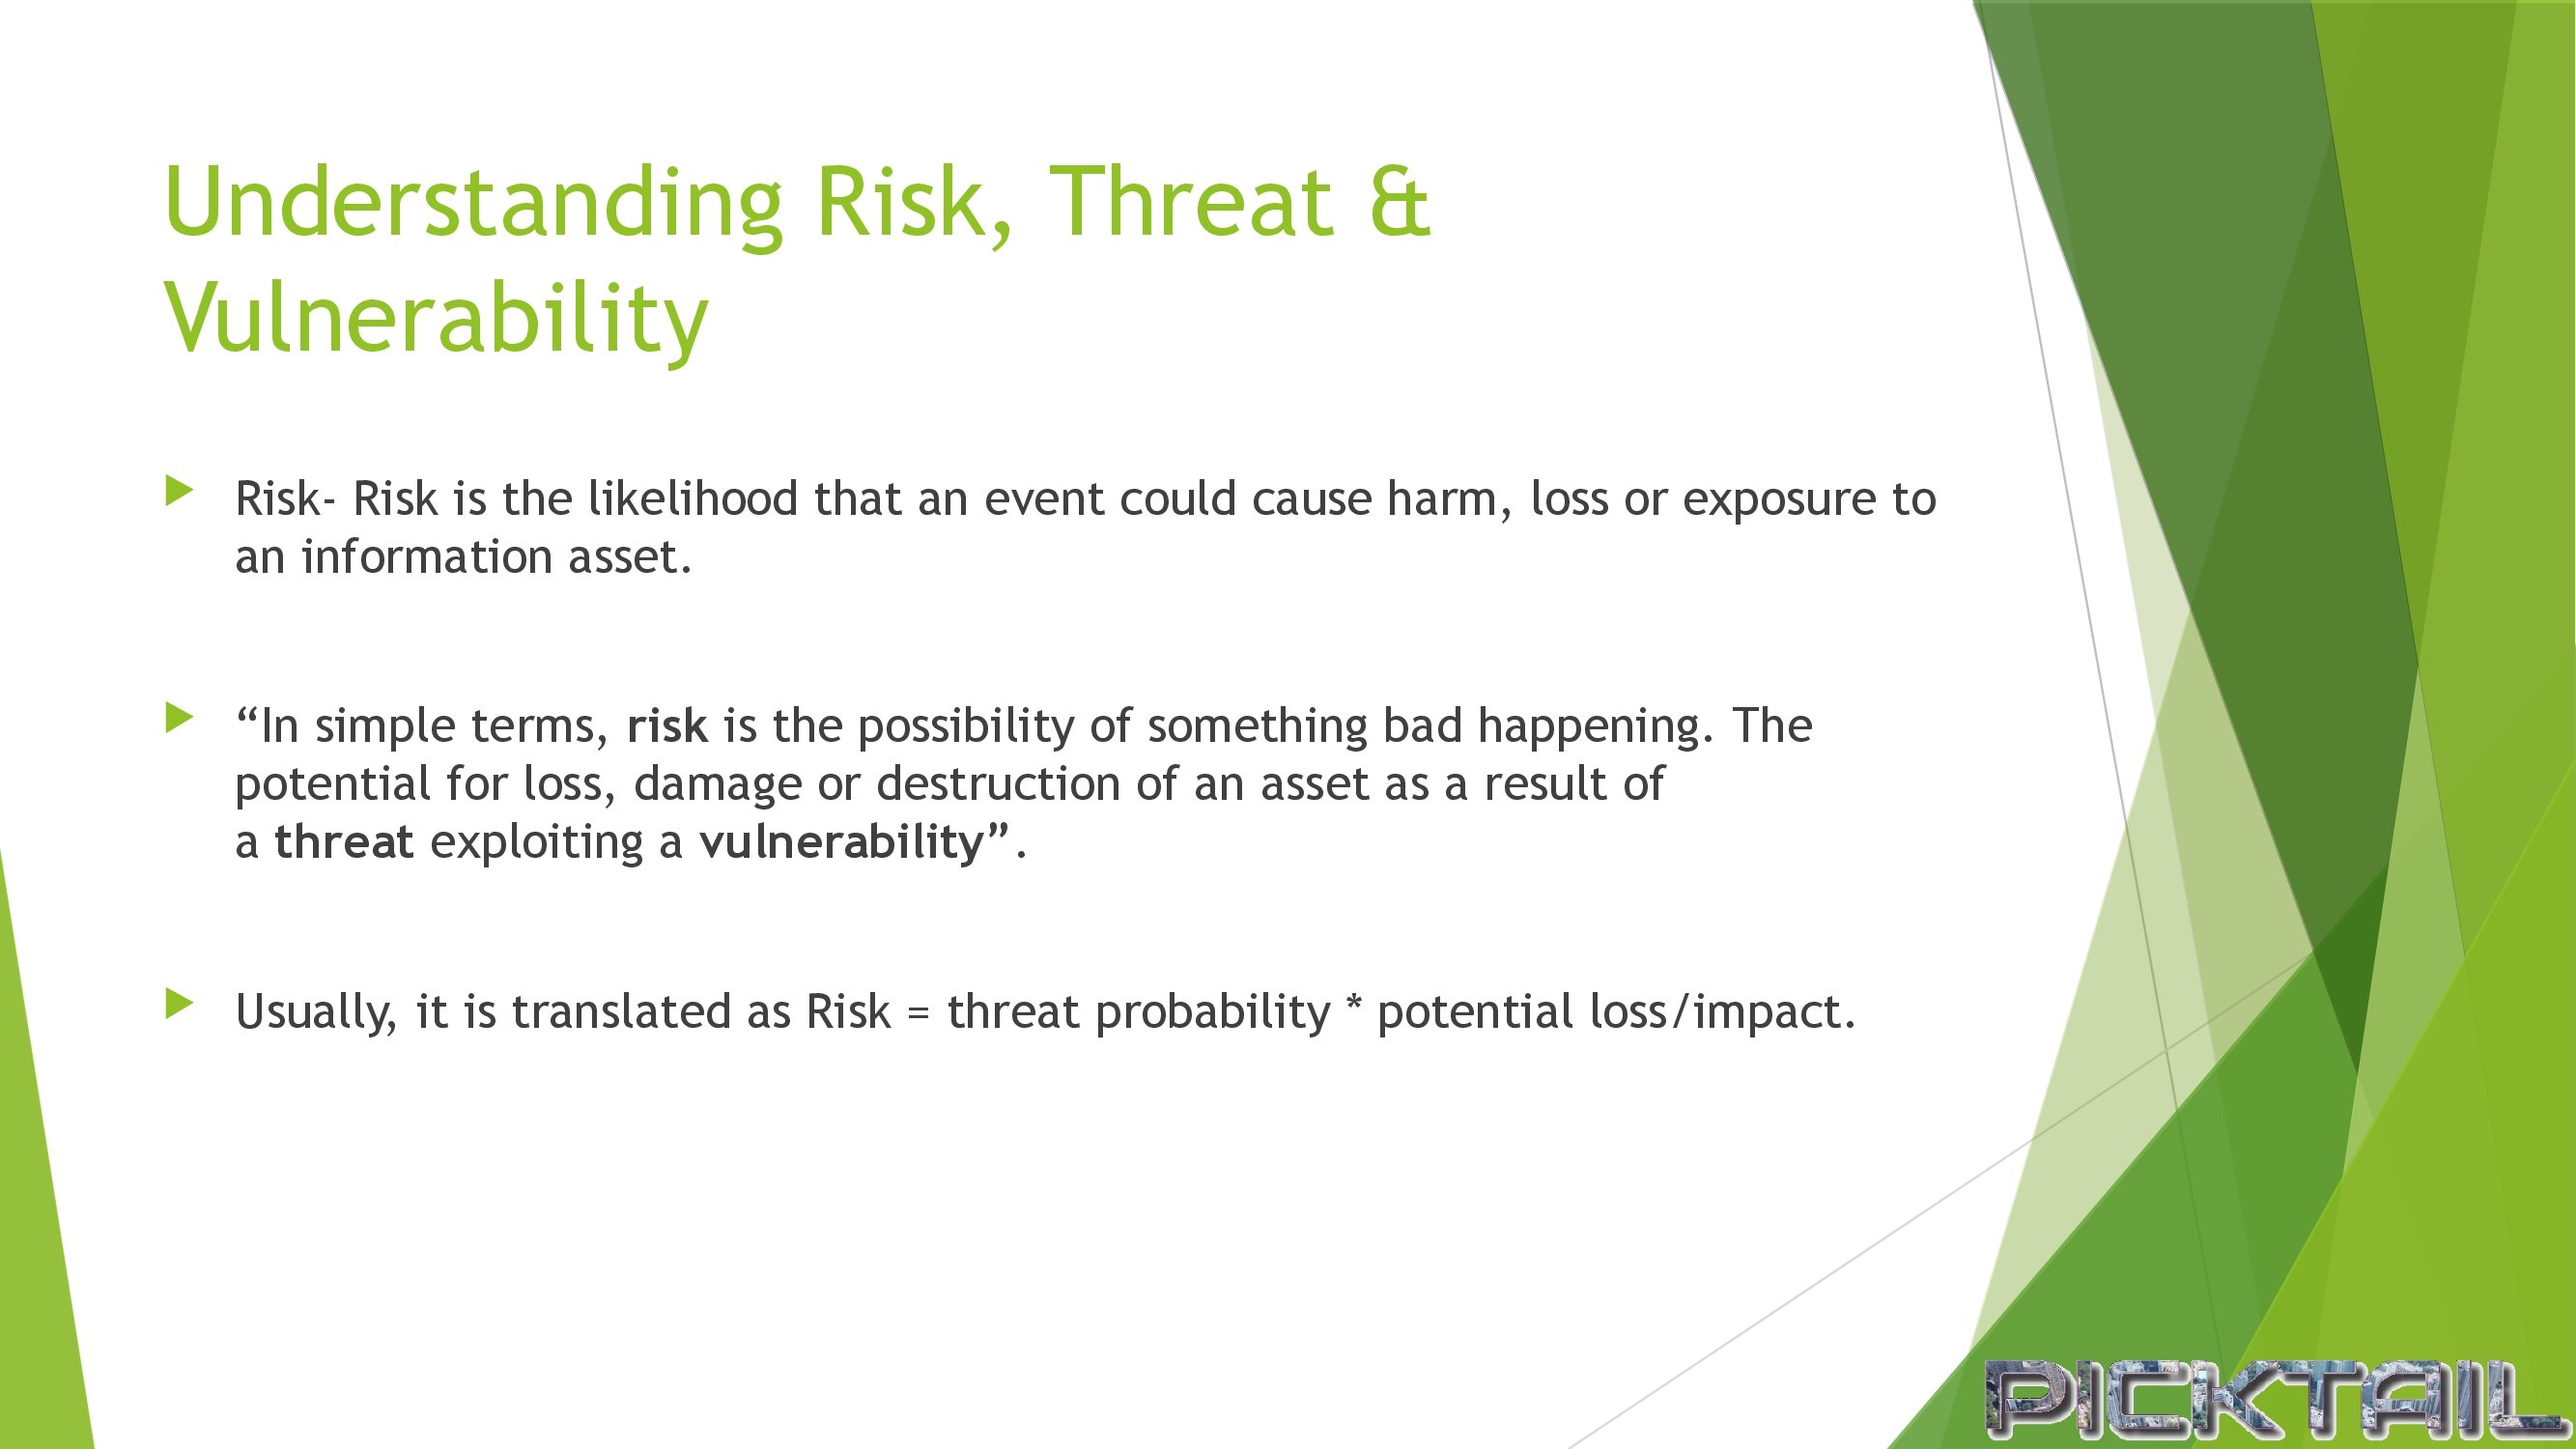 Understanding Risk, Threat &
Vulnerability
Risk- Risk is the likelihood that an event could cause harm, loss or exposure to
an information asset.
“In simple terms, risk is the possibility of something bad happening. The
potential for loss, damage or destruction of an asset as a result of
a threat exploiting a vulnerability”.
Usually, it is translated as Risk = threat probability * potential loss/impact.
PICKTAIL